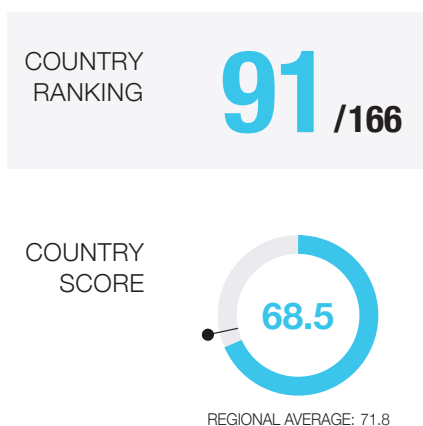 COUNTRY
RANKING
91 /166
COUNTRY
SCORE
68.5
REGIONAL AVERAGE: 71.8